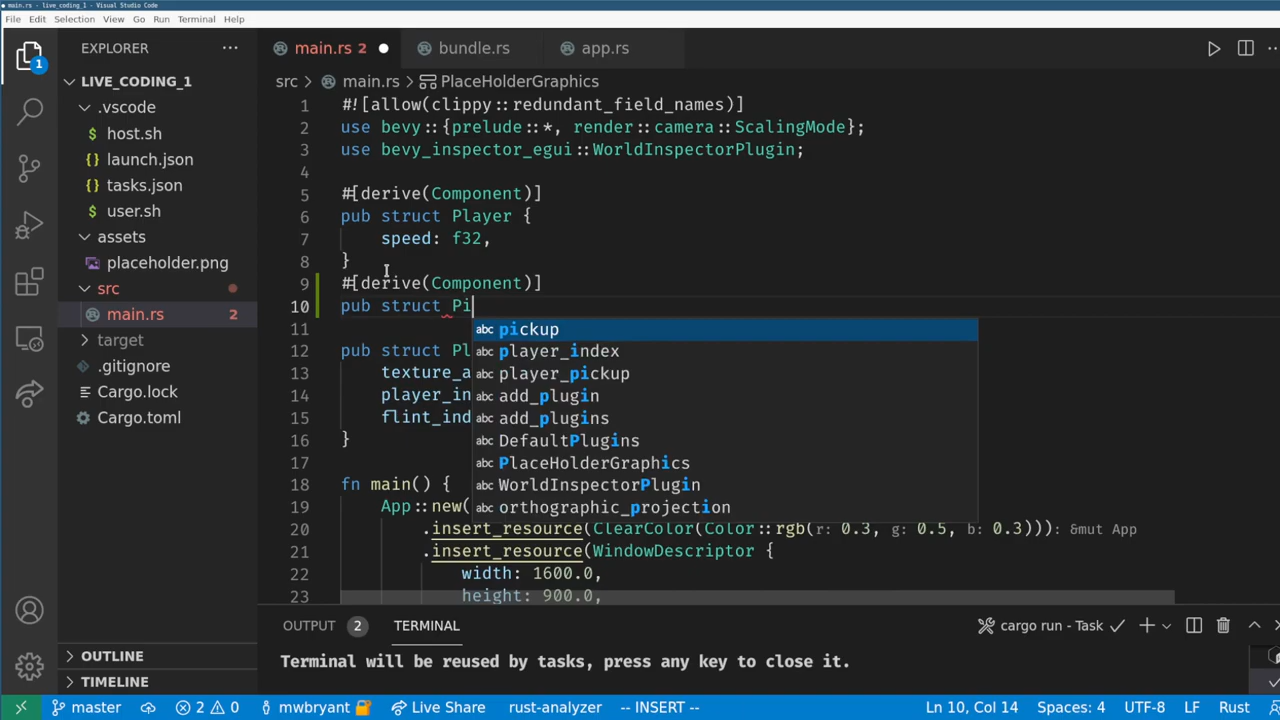 main.rs - live_coding_1 - Visual Studio Code
File Edit Selection View Go Run Terminal Help
EXPLORER
main.rs 2
bundle.rs
app.rs
LIVE_CODING_1
src > main.rs > PlaceHolderGraphics
.vscode
$ host.sh
{} launch.json
{} tasks.json
$ user.sh
assets
placeholder.png
src
main.rs 2
target
.gitignore
Cargo.lock
Cargo.toml
OUTLINE
TIMELINE
1
1 #![allow(clippy::redundant_field_names)]
2 use bevy::{prelude::*, render::camera::ScalingMode};
3 use bevy_inspector_egui::WorldInspectorPlugin;
4
5 #[derive(Component)]
6 pub struct Player {
7 speed: f32,
8 }
9 #[derive(Component)]
10 pub struct Pi
11
12 pub struct Pl
13 texture_a
14 player_in
15 flint_ind
16 }
17
18 fn main() {
19 App::new(
20 .insert_resource(ClearColor(Color::rgb(r: 0.3, g: 0.5, b: 0.3))): &mut App
21 .insert_resource(WindowDescriptor {
22 width: 1600.0,
23 height: 900.0,
abc pickup
abc player_index
abc player_pickup
abc add_plugin
abc add_plugins
abc DefaultPlugins
abc PlaceHolderGraphics
abc WorldInspectorPlugin
abc orthographic_projection
OUTPUT 2 TERMINAL
cargo run - Task
Terminal will be reused by tasks, press any key to close it.
master 2 0 mwbryant Live Share rust-analyzer -- INSERT -- Ln 10, Col 14 Spaces: 4 UTF-8 LF Rust